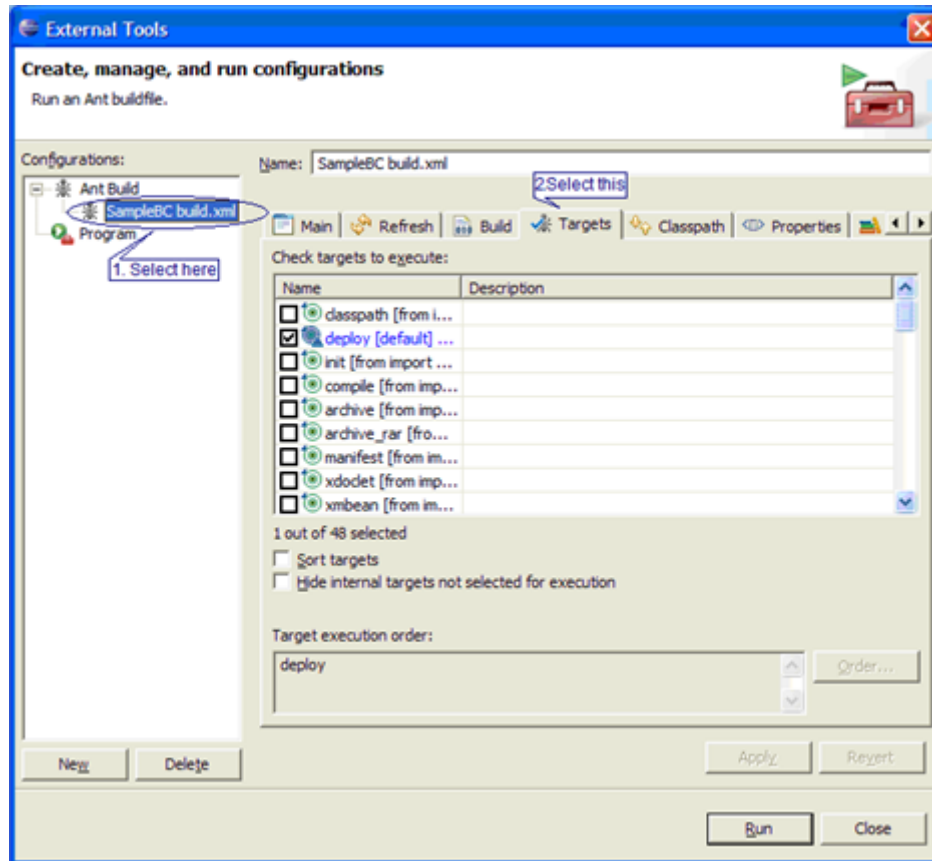 External Tools
Create, manage, and run configurations
Run an Ant buildfile.
Configurations:
Ant Build
SampleBC build.xml
Program
1. Select here
Name: SampleBC build.xml
2.Select this
Main Refresh Build Targets Classpath Properties
Check targets to execute:
Name Description
classpath [from i...
deploy [default] ...
init [from import ...
compile [from imp...
archive [from imp...
archive_rar [fro...
manifest [from im...
xdoclet [from imp...
xmbean [from im...
1 out of 48 selected
Sort targets
Hide internal targets not selected for execution
Target execution order:
deploy
Order...
New Delete
Apply Revert
Run Close